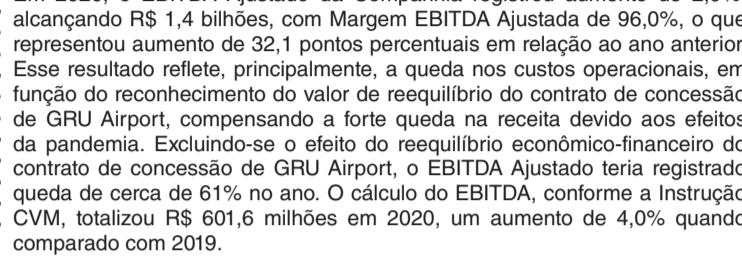 alcançando R$ 1,4 bilhões, com Margem EBITDA Ajustada de 96,0%, o que
representou aumento de 32,1 pontos percentuais em relação ao ano anterior
Esse resultado reflete, principalmente, a queda nos custos operacionais, em
função do reconhecimento do valor de reequilíbrio do contrato de concessão
de GRU Airport, compensando a forte queda na receita devido aos efeitos
da pandemia. Excluindo-se o efeito do reequilíbrio econômico-financeiro do
contrato de concessão de GRU Airport, o EBITDA Ajustado teria registrado
queda de cerca de 61% no ano. O cálculo do EBITDA, conforme a Instrução
CVM, totalizou R$ 601,6 milhões em 2020, um aumento de 4,0% quando
comparado com 2019.